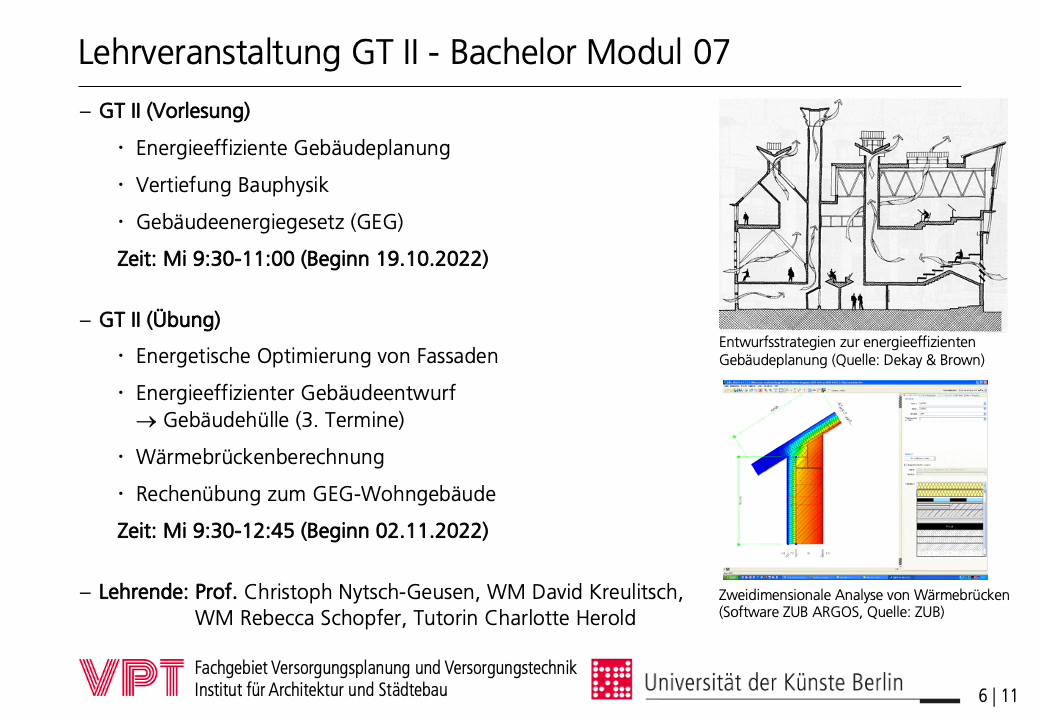 Lehrveranstaltung GT II - Bachelor Modul 07
– GT II (Vorlesung)
· Energieeffiziente Gebäudeplanung
· Vertiefung Bauphysik
· Gebäudeenergiegesetz (GEG)
Zeit: Mi 9:30-11:00 (Beginn 19.10.2022)
– GT II (Übung)
· Energetische Optimierung von Fassaden
· Energieeffizienter Gebäudeentwurf
→ Gebäudehülle (3. Termine)
· Wärmebrückenberechnung
· Rechenübung zum GEG-Wohngebäude
Zeit: Mi 9:30-12:45 (Beginn 02.11.2022)
– Lehrende: Prof. Christoph Nytsch-Geusen, WM David Kreulitsch,
WM Rebecca Schopfer, Tutorin Charlotte Herold
Entwurfsstrategien zur energieeffizienten
Gebäudeplanung (Quelle: Dekay & Brown)
Zweidimensionale Analyse von Wärmebrücken
(Software ZUB ARGOS, Quelle: ZUB)
VPT
Fachgebiet Versorgungsplanung und Versorgungstechnik
Institut für Architektur und Städtebau
Universität der Künste Berlin
6 | 11